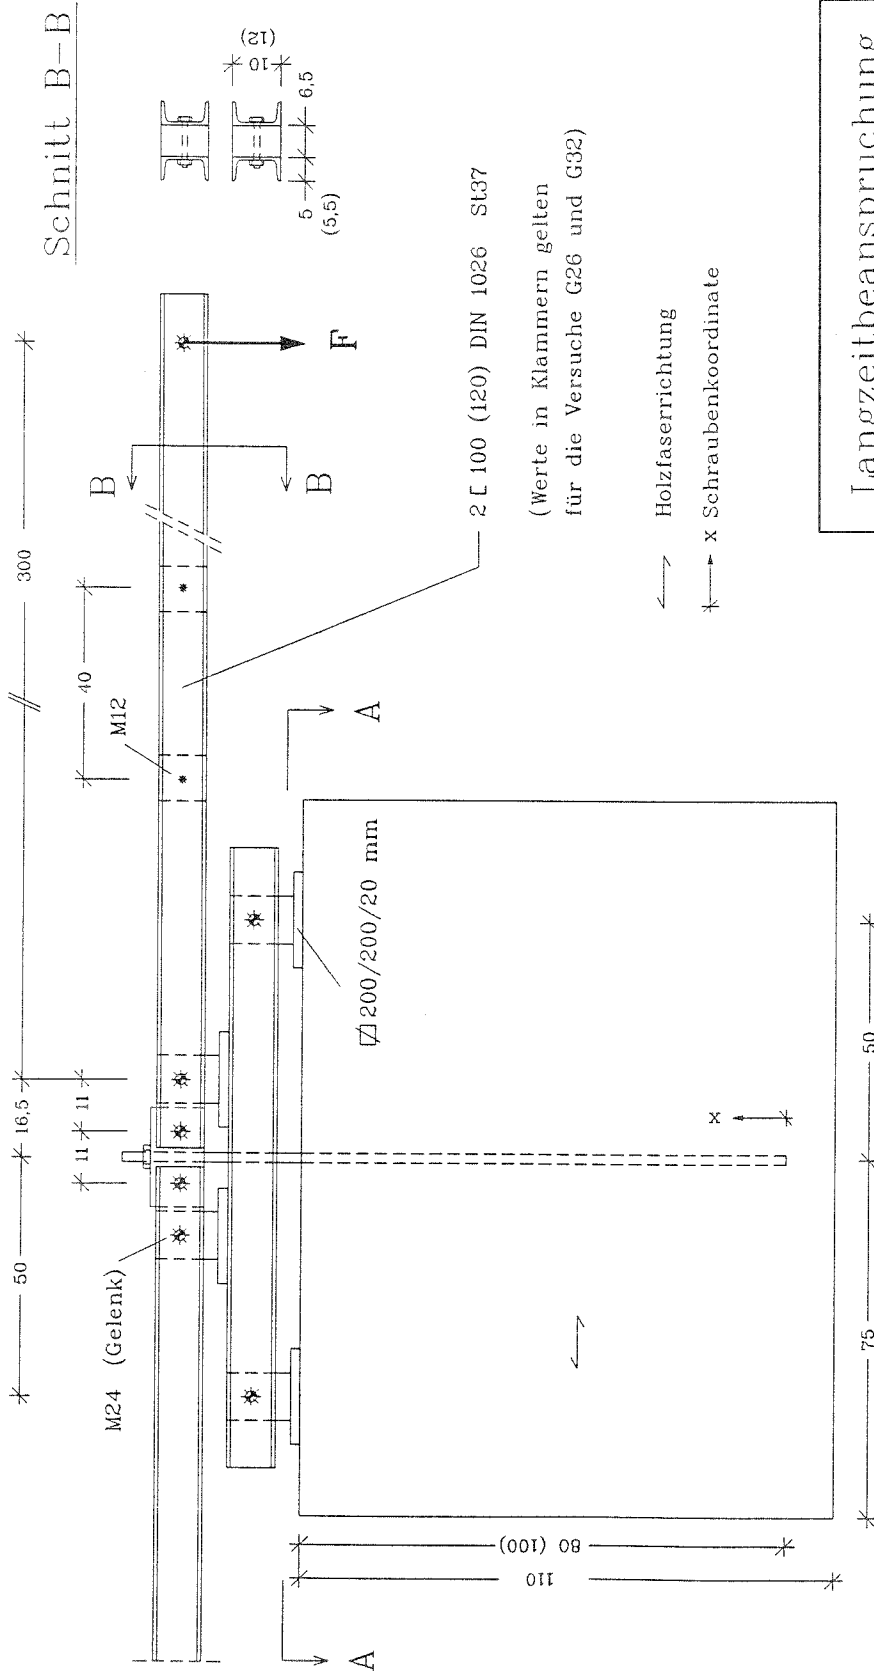 Schnitt B-B
10
(12)
6,5
5
(5,5)
300
40
M12
B
B
F
2 [ 100 (120) DIN 1026 St37
(Werte in Klammern gelten
für die Versuche G26 und G32)
Holzfaserrichtung
x Schraubenkoordinate
A
A
16,5
50
11
11
M24 (Gelenk)
200/200/20 mm
x
80 (100)
110
75
50
Langzeitbeanspruchung